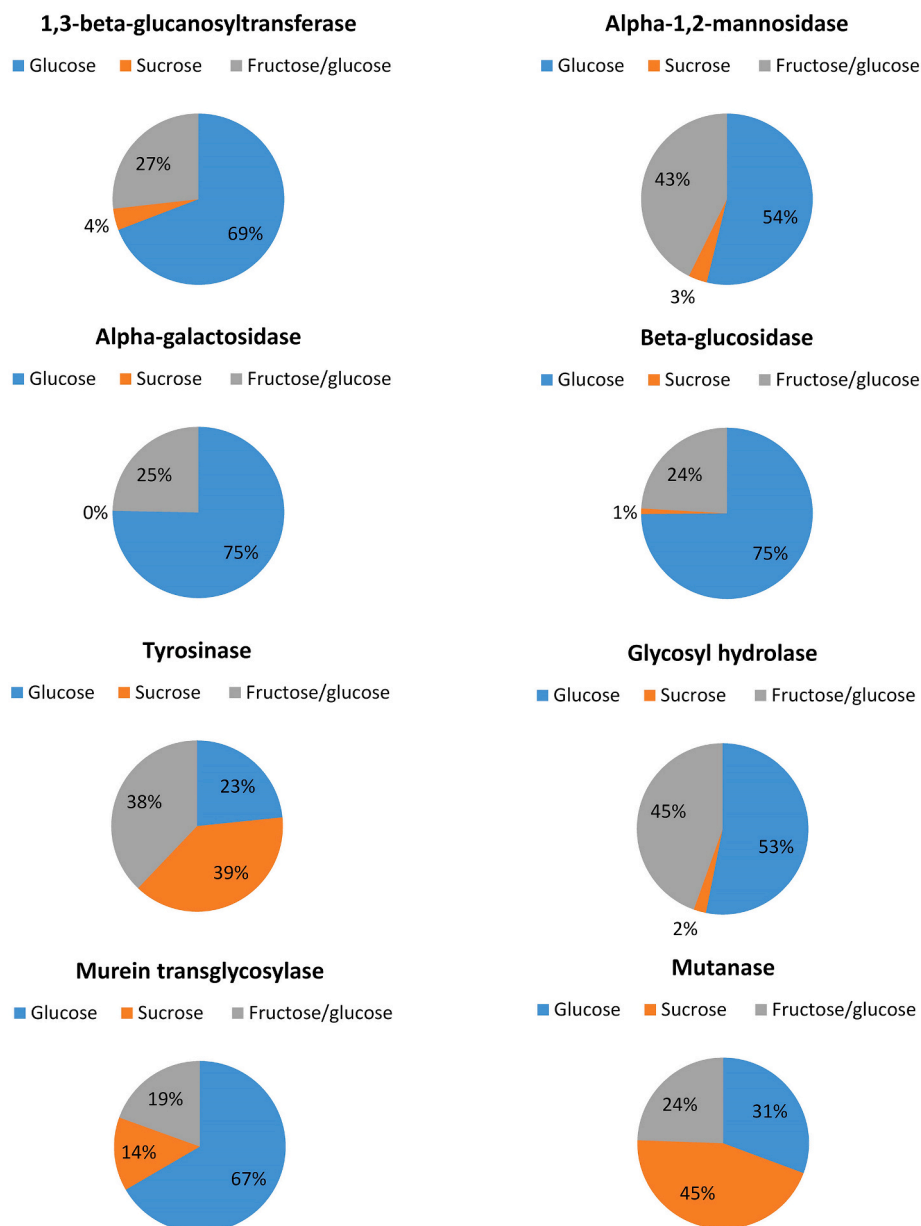 1,3-beta-glucanosyltransferase
Glucose Sucrose Fructose/glucose
27%
4%
69%
Alpha-1,2-mannosidase
Glucose Sucrose Fructose/glucose
43%
54%
3%
Alpha-galactosidase
Glucose Sucrose Fructose/glucose
25%
0%
75%
Beta-glucosidase
Glucose Sucrose Fructose/glucose
24%
1%
75%
Tyrosinase
Glucose Sucrose Fructose/glucose
23%
38%
39%
Glycosyl hydrolase
Glucose Sucrose Fructose/glucose
45%
53%
2%
Murein transglycosylase
Glucose Sucrose Fructose/glucose
19%
14%
67%
Mutanase
Glucose Sucrose Fructose/glucose
24%
31%
45%